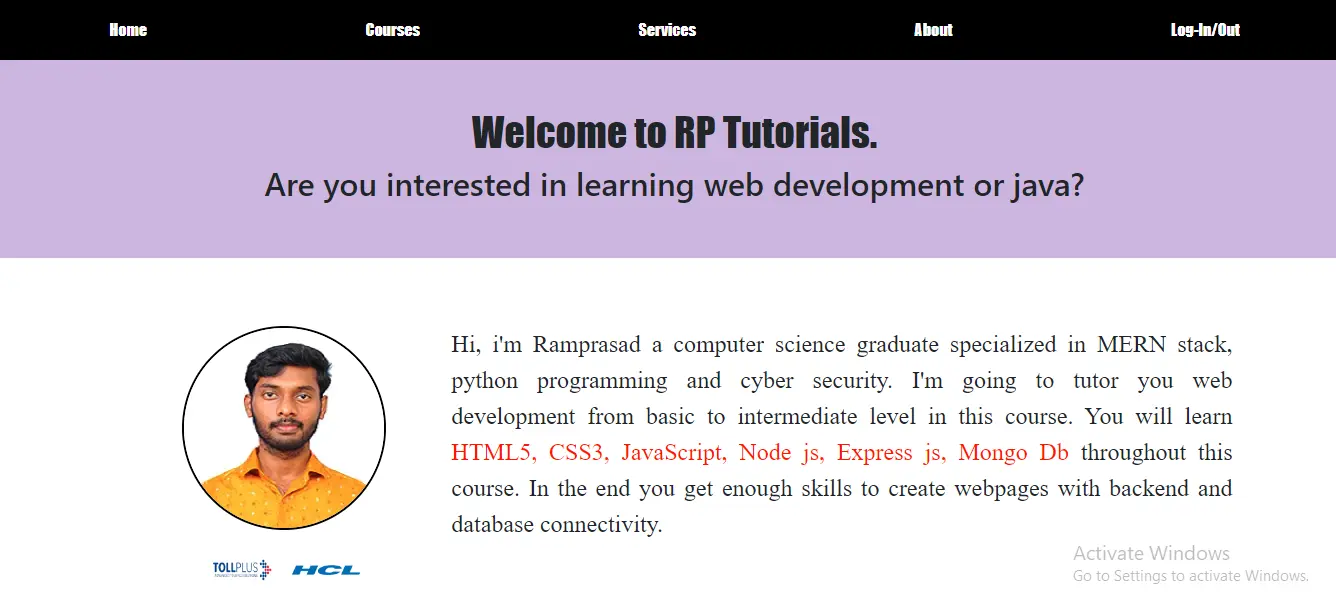 Home Courses Services About Log-In/Out
Welcome to RP Tutorials.
Are you interested in learning web development or java?
Hi, i'm Ramprasad a computer science graduate specialized in MERN stack,
python programming and cyber security. I'm going to tutor you web
development from basic to intermediate level in this course. You will learn
HTML5, CSS3, JavaScript, Node js, Express js, Mongo Db throughout this
course. In the end you get enough skills to create webpages with backend and
database connectivity.
TOLLPLUS HCL
Activate Windows
Go to Settings to activate Windows.